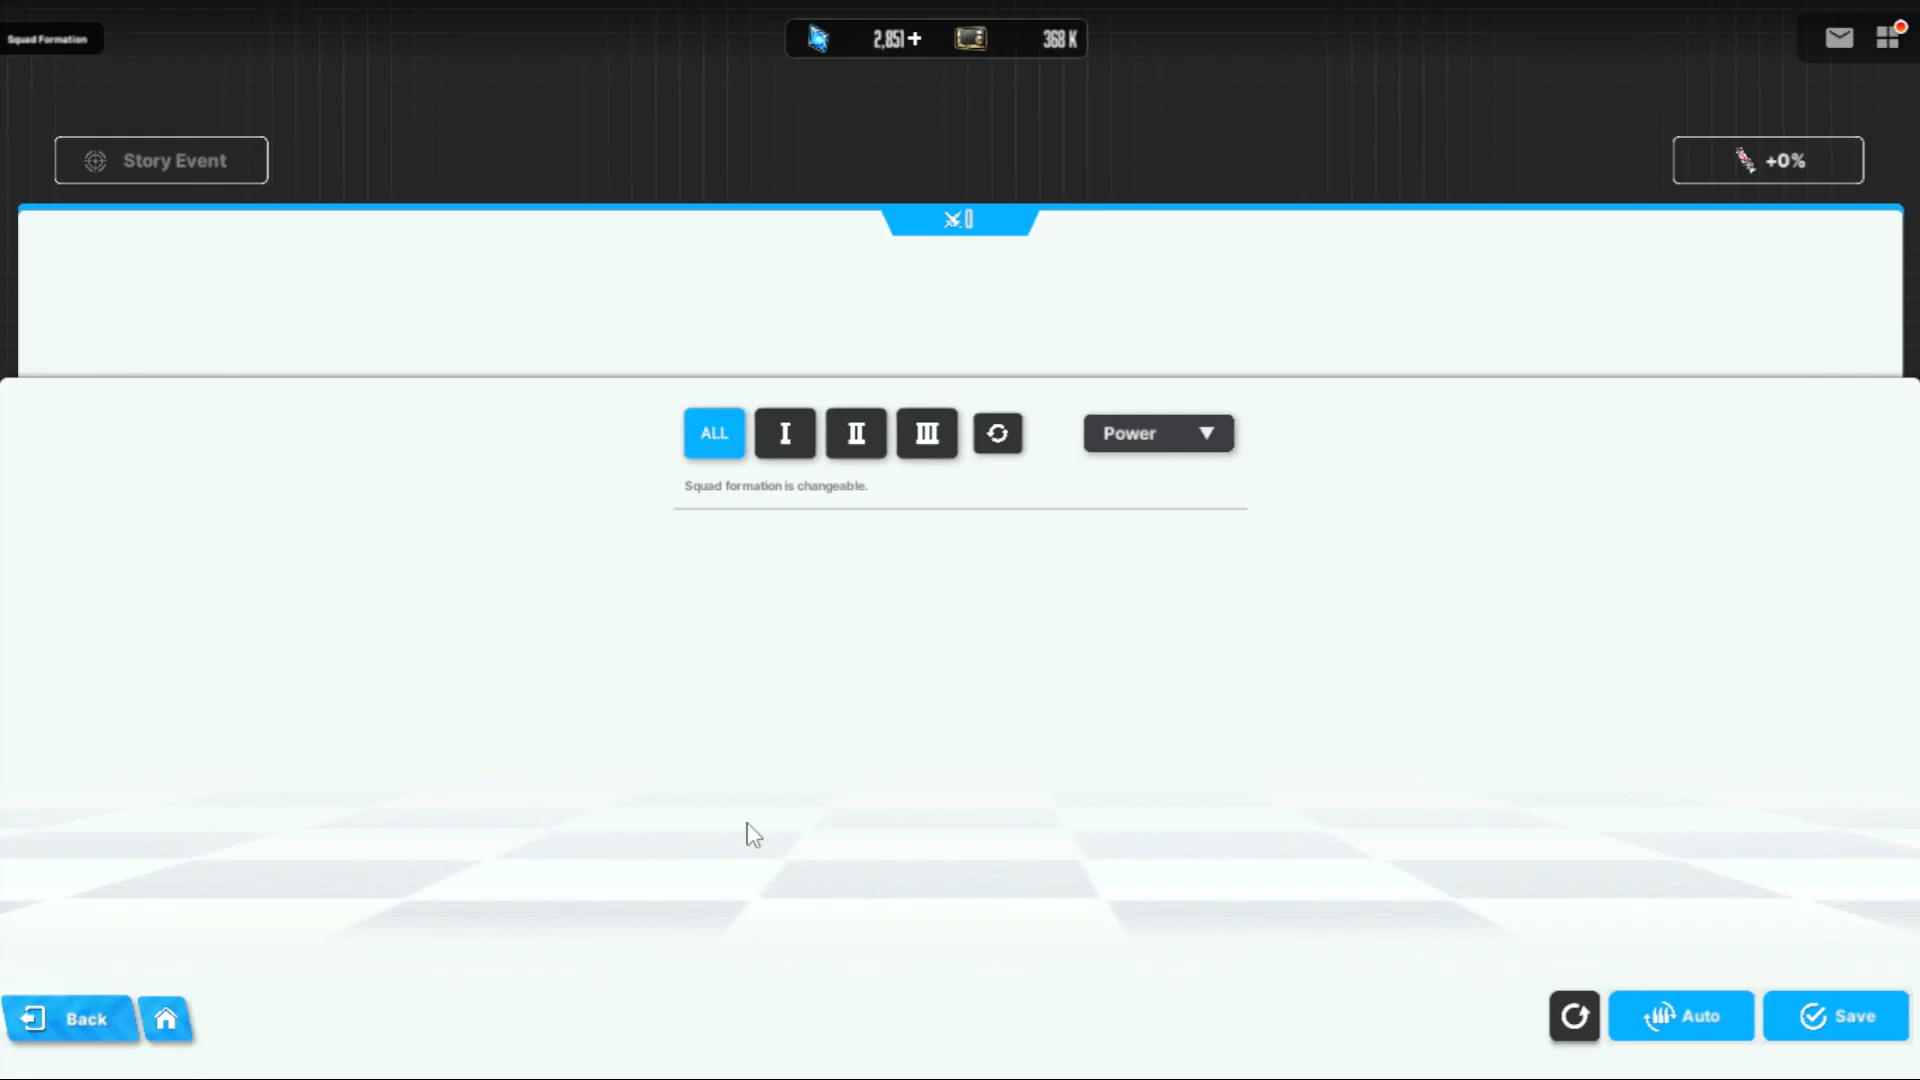 Squad Formation
2,851+
368 K
Story Event
+0%
0
ALL
I
II
III
Power
Squad formation is changeable.
Back
Auto
Save